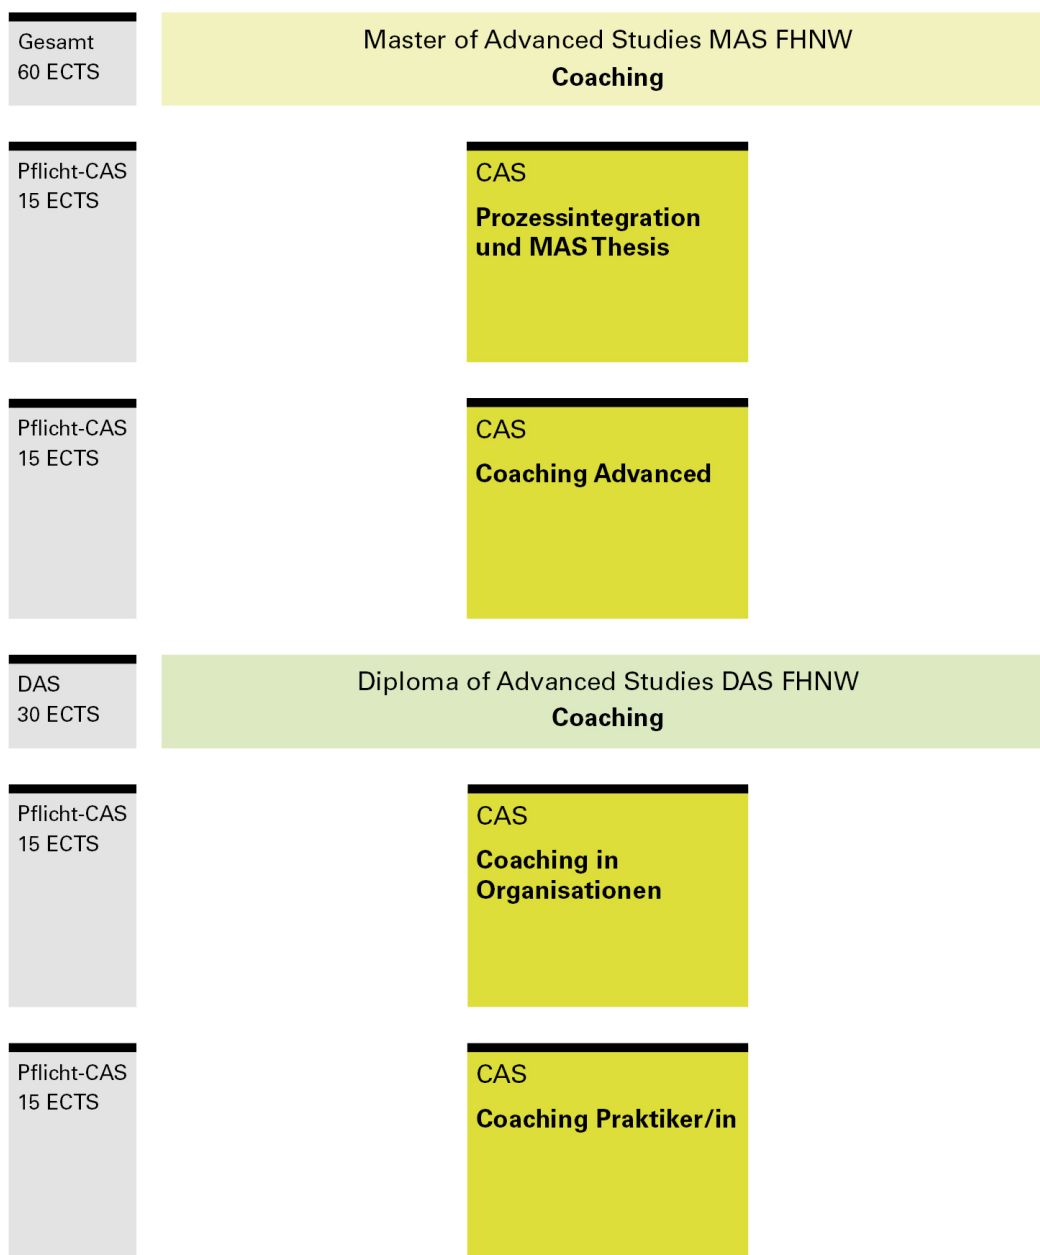 Gesamt
60 ECTS
Master of Advanced Studies MAS FHNW
Coaching
Pflicht-CAS
15 ECTS
CAS
Prozessintegration
und MAS Thesis
Pflicht-CAS
15 ECTS
CAS
Coaching Advanced
DAS
30 ECTS
Diploma of Advanced Studies DAS FHNW
Coaching
Pflicht-CAS
15 ECTS
CAS
Coaching in
Organisationen
Pflicht-CAS
15 ECTS
CAS
Coaching Praktiker/in